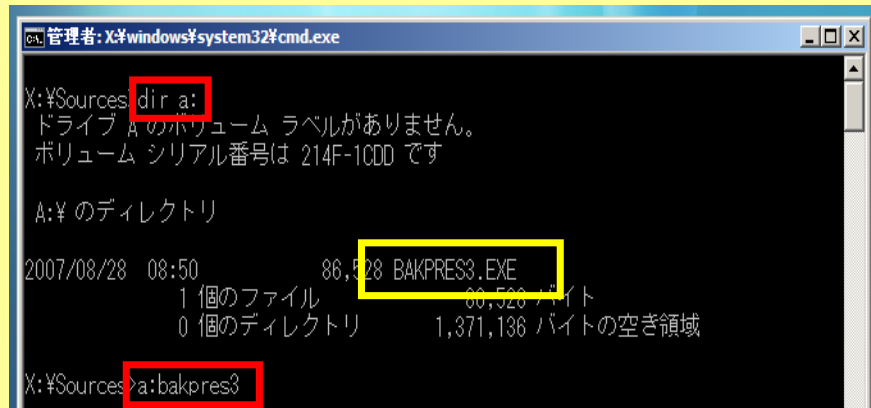 管理者: X:¥windows¥system32¥cmd.exe
X:¥Sources>dir a:
ドライブ A のボリューム ラベルがありません。
ボリューム シリアル番号は 214F-1CDD です
A:¥ のディレクトリ
2007/08/28 08:50 86,528 BAKPRES3.EXE
1 個のファイル 86,528 バイト
0 個のディレクトリ 1,371,136 バイトの空き領域
X:¥Sources>a:bakpres3